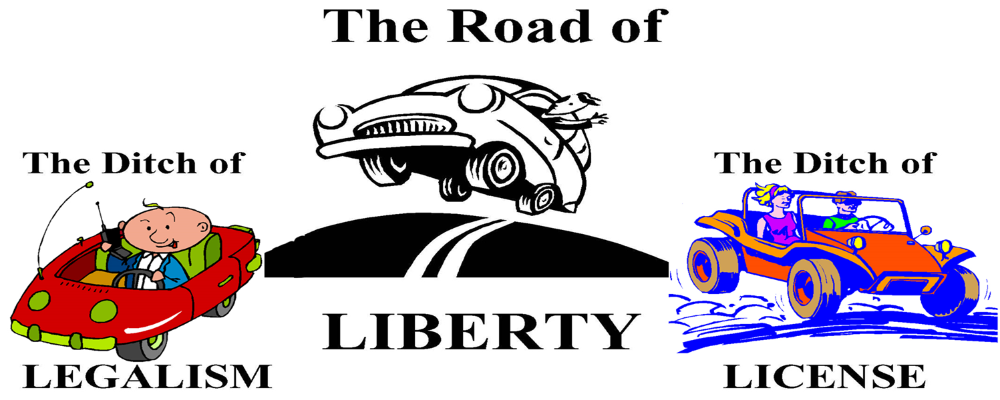 The Road of
LIBERTY
The Ditch of
LEGALISM
The Ditch of
LICENSE